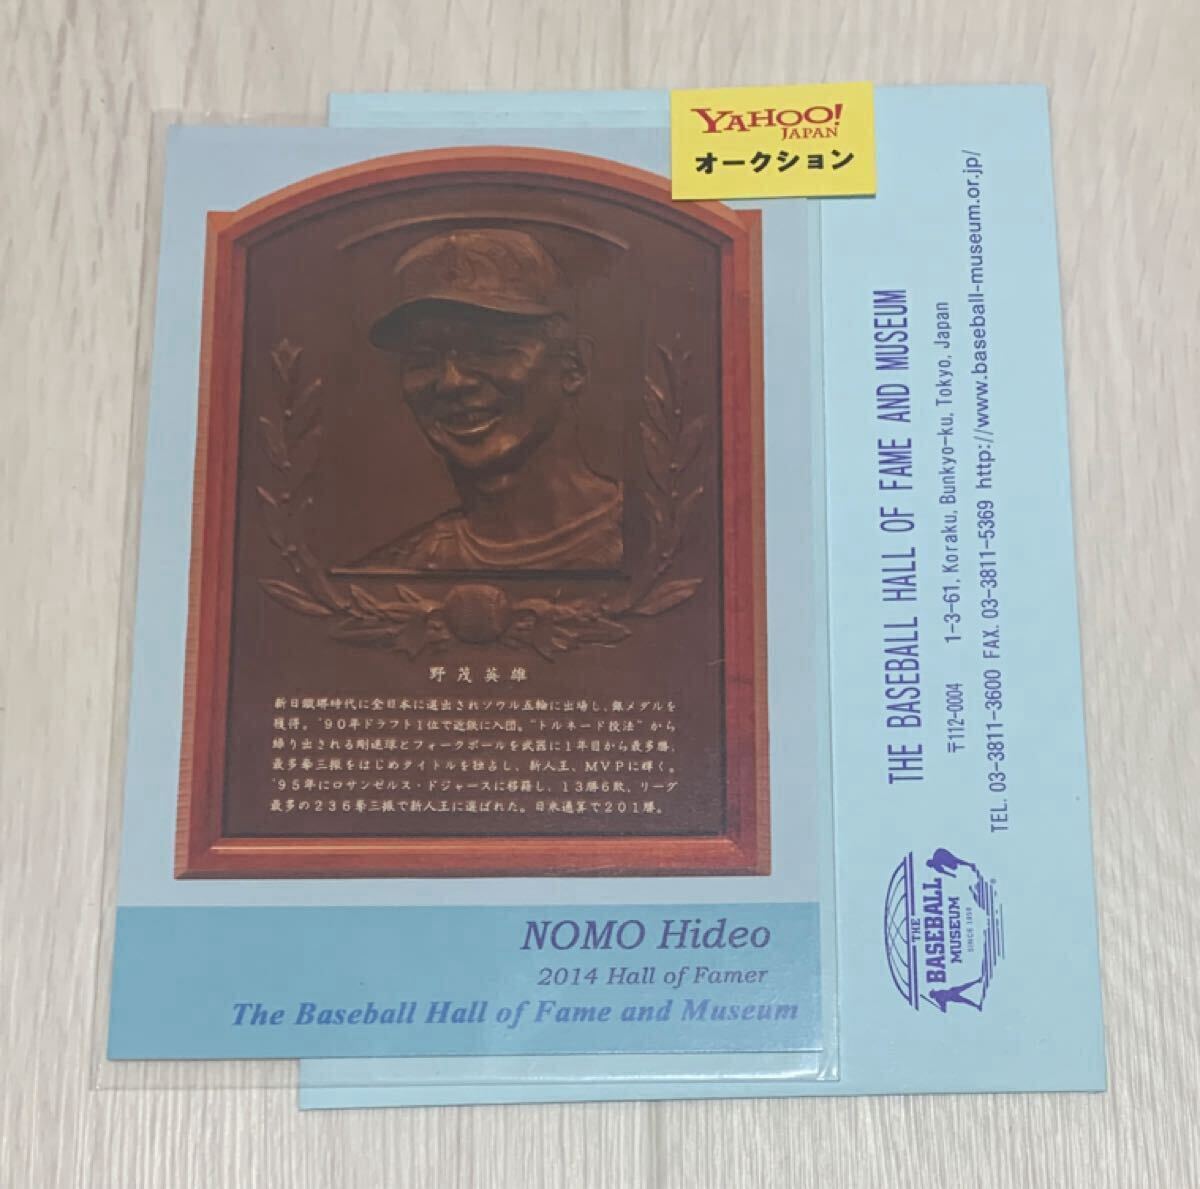 YAHOO!
JAPAN
オークション
野茂英雄
新日鐵堺時代に全日本に選出されソウル五輪に出場し、銀メダルを
獲得。’90年ドラフト1位で近鉄に入団。“トルネード投法”から
繰り出される剛速球とフォークボールを武器に1年目から最多勝、
最多奪三振をはじめタイトルを独占し、新人王、MVPに輝く。
’95年にロサンゼルス・ドジャースに移籍し、13勝6敗、リーグ
最多の236奪三振で新人王に選ばれた。日米通算で201勝。
NOMO Hideo
2014 Hall of Famer
The Baseball Hall of Fame and Museum
THE BASEBALL HALL OF FAME AND MUSEUM
〒112-0004 1-3-61, Koraku, Bunkyo-ku, Tokyo, Japan
TEL. 03-3811-3600 FAX. 03-3811-5369 http://www.baseball-museum.or.jp/
THE
BASEBALL
MUSEUM
SINCE 1959